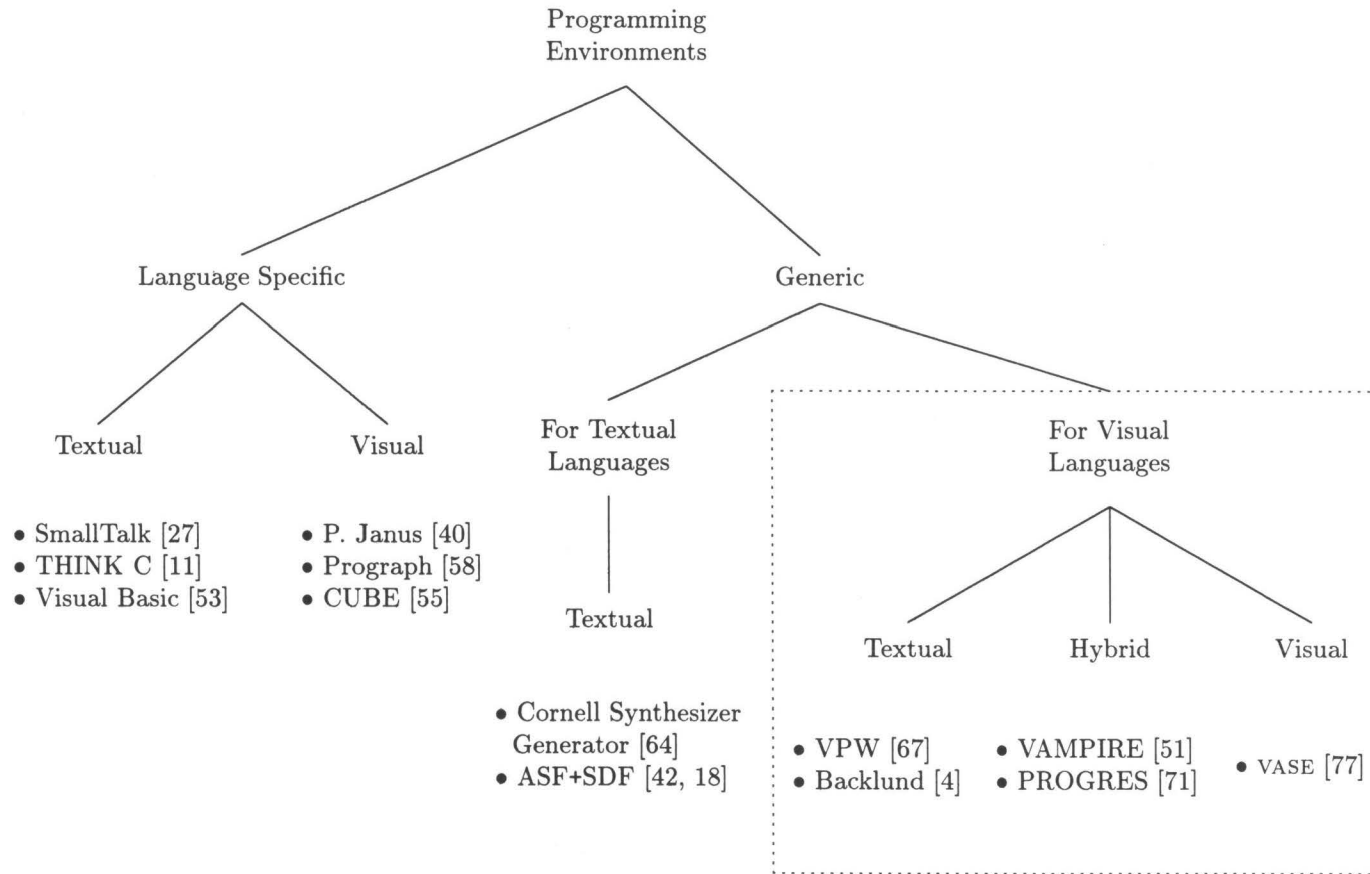 Programming
Environments
Language Specific
Generic
Textual
Visual
For Textual
Languages
For Visual
Languages
• SmallTalk [27]
• THINK C [11]
• Visual Basic [53]
• P. Janus [40]
• Prograph [58]
• CUBE [55]
Textual
Textual
Hybrid
Visual
• Cornell Synthesizer
Generator [64]
• ASF+SDF [42, 18]
• VPW [67]
• Backlund [4]
• VAMPIRE [51]
• PROGRES [71]
• VASE [77]